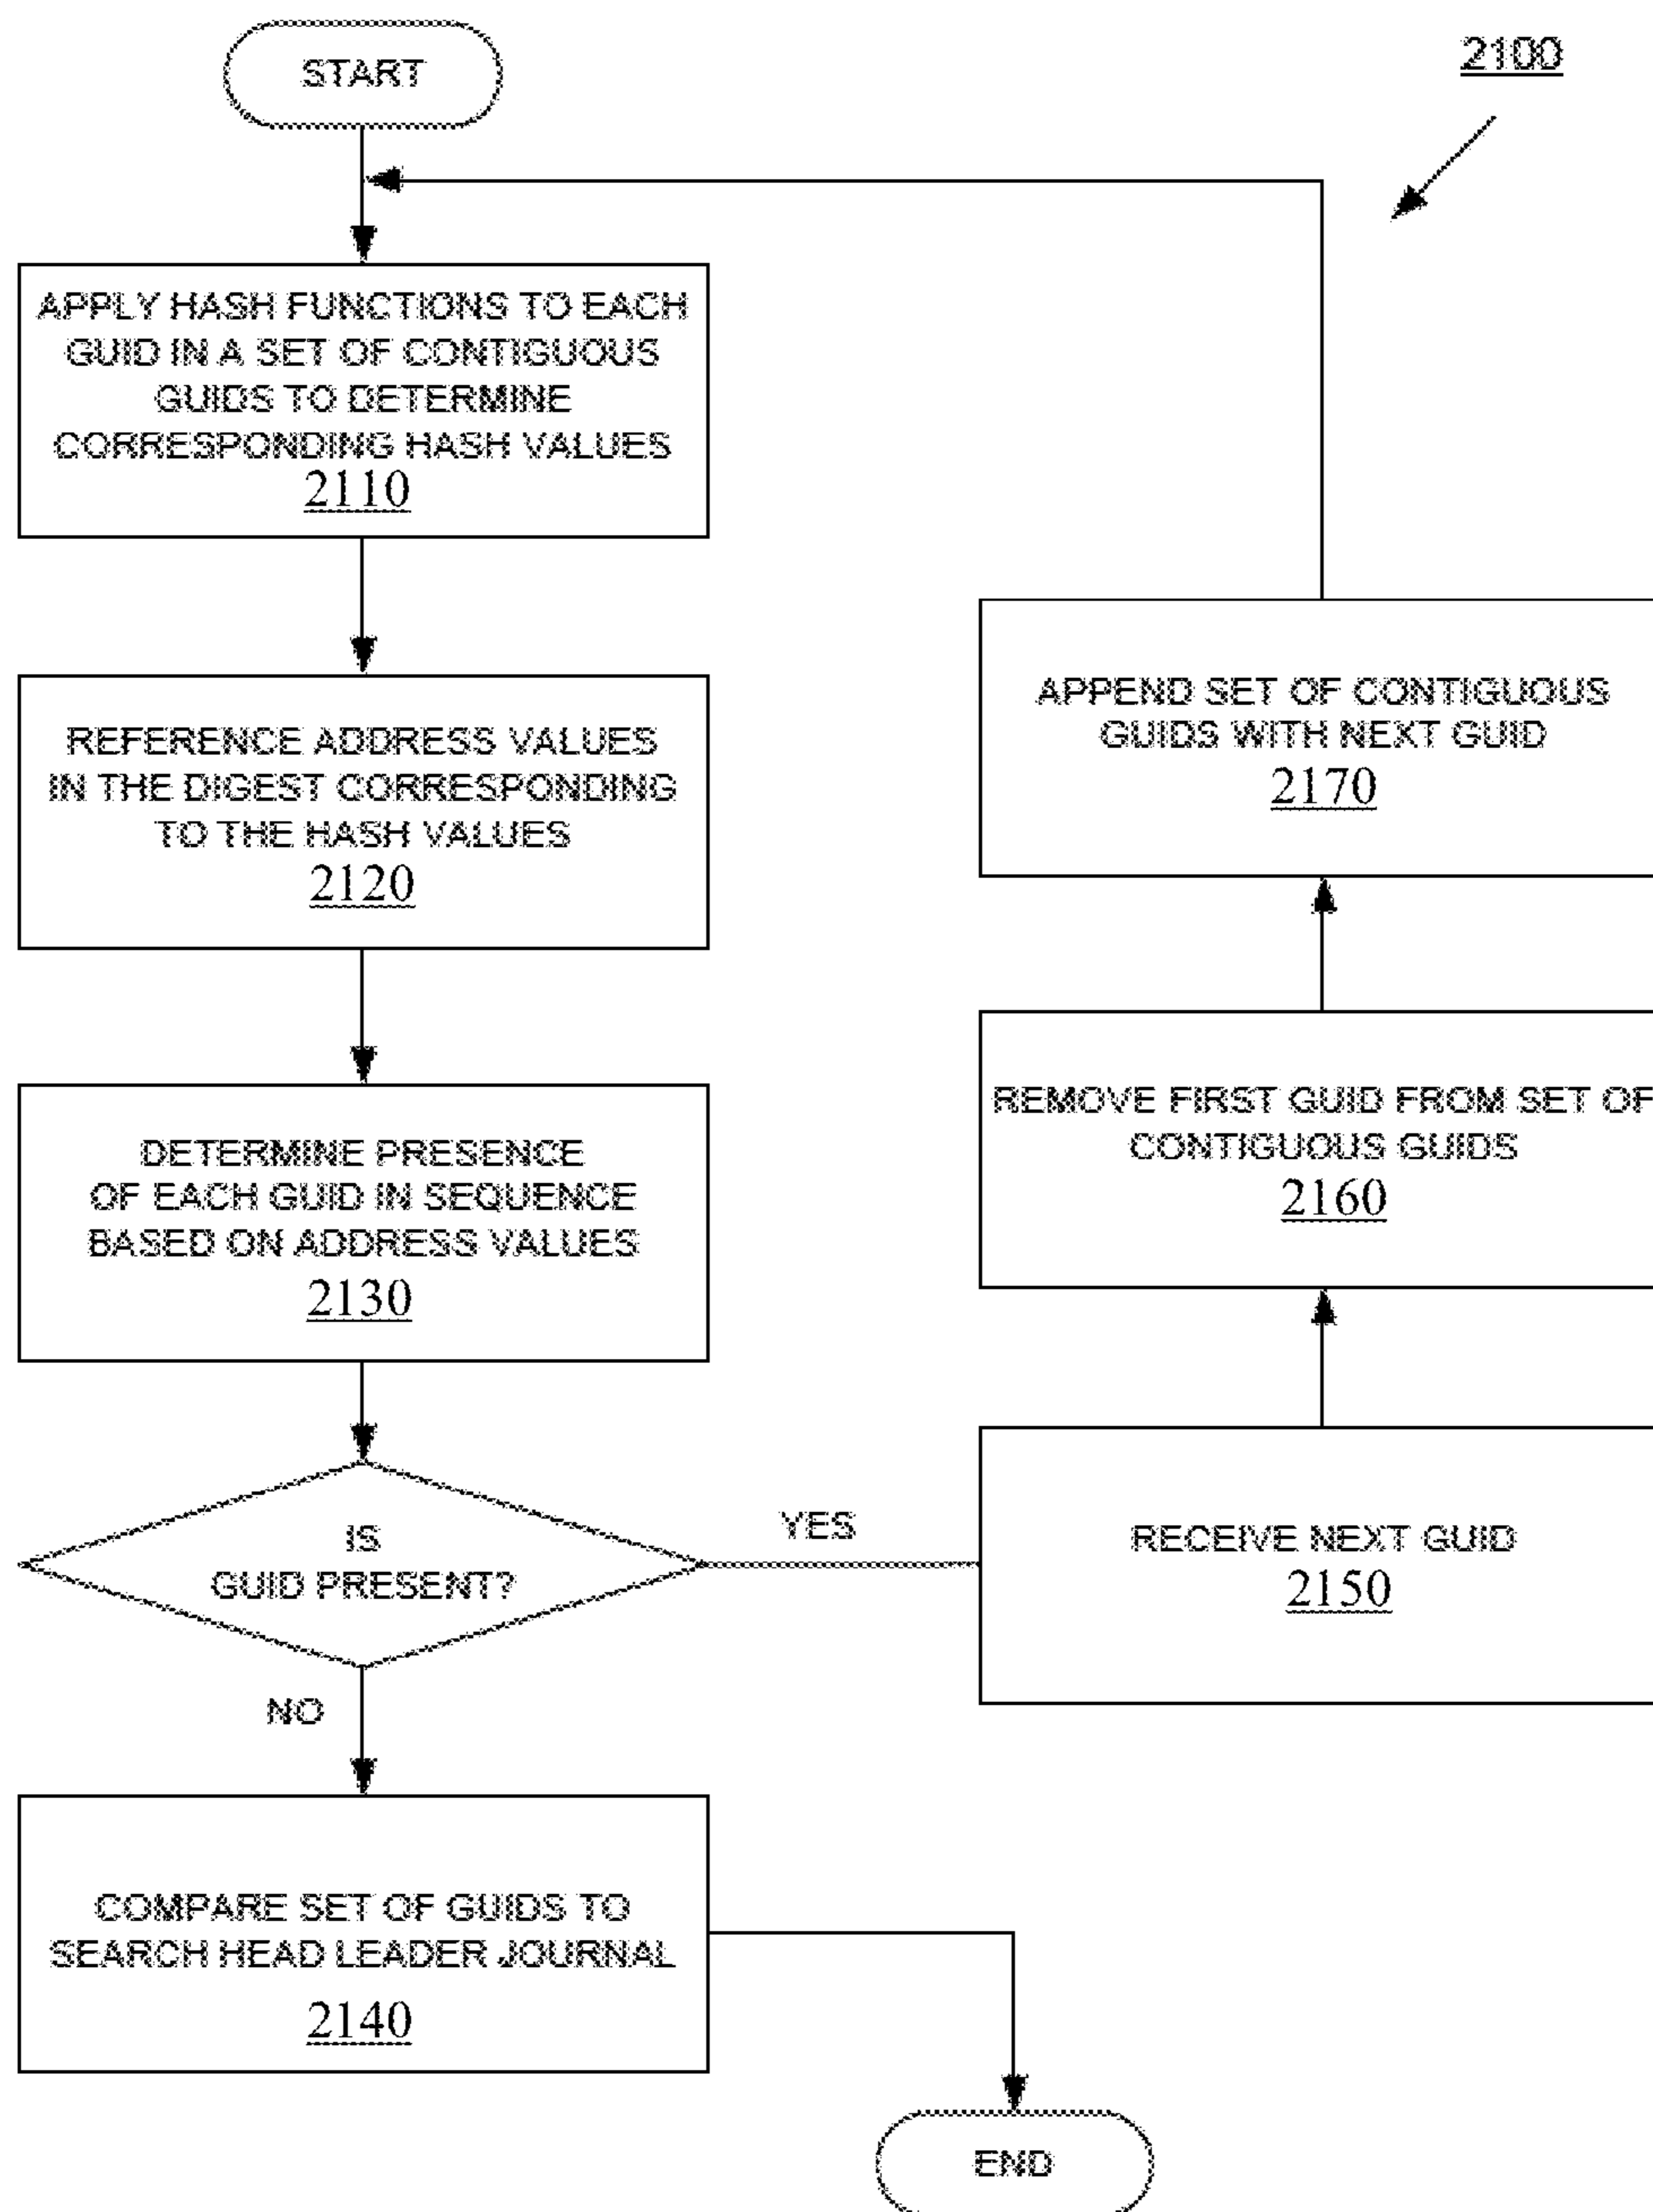 START
2100
APPLY HASH FUNCTIONS TO EACH
GUID IN A SET OF CONTIGUOUS
GUIDS TO DETERMINE
CORRESPONDING HASH VALUES
2110
REFERENCE ADDRESS VALUES
IN THE DIGEST CORRESPONDING
TO THE HASH VALUES
2120
DETERMINE PRESENCE
OF EACH GUID IN SEQUENCE
BASED ON ADDRESS VALUES
2130
IS
GUID PRESENT?
YES
NO
COMPARE SET OF GUIDS TO
SEARCH HEAD LEADER JOURNAL
2140
RECEIVE NEXT GUID
2150
REMOVE FIRST GUID FROM SET OF
CONTIGUOUS GUIDS
2160
APPEND SET OF CONTIGUOUS
GUIDS WITH NEXT GUID
2170
END